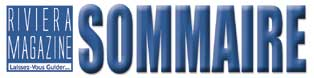 RIVIERA
MAGAZINE
LAISSEZ-VOUS GUIDER...
SOMMAIRE